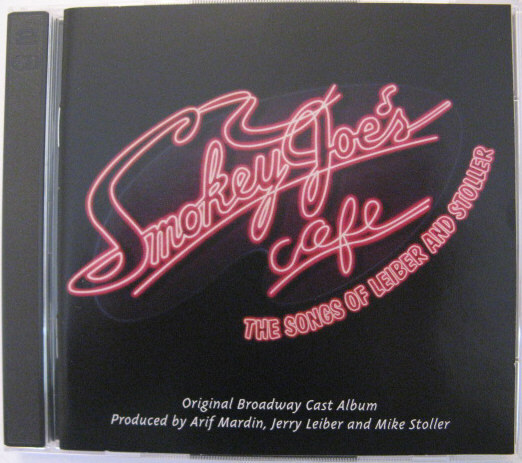 Smokey Joe's
cafe
THE SONGS OF LEIBER AND STOLLER
Original Broadway Cast Album
Produced by Arif Mardin, Jerry Leiber and Mike Stoller